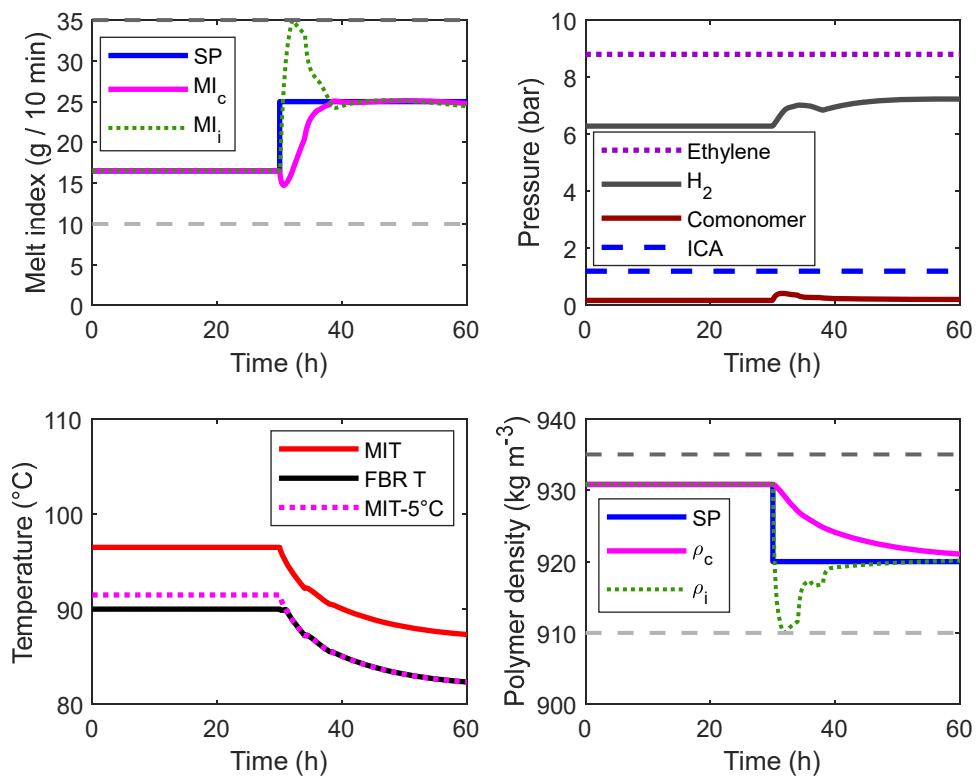 Melt index (g / 10 min)
35
30
25
20
15
10
5
0
SP
MI_c
MI_i
0
20
40
60
Time (h)
Pressure (bar)
10
8
6
4
2
0
Ethylene
H_2
Comonomer
ICA
0
20
40
60
Time (h)
Temperature (°C)
110
100
90
80
MIT
FBR T
MIT-5°C
0
20
40
60
Time (h)
Polymer density (kg m⁻³)
940
930
920
910
900
SP
ρ_c
ρ_i
0
20
40
60
Time (h)